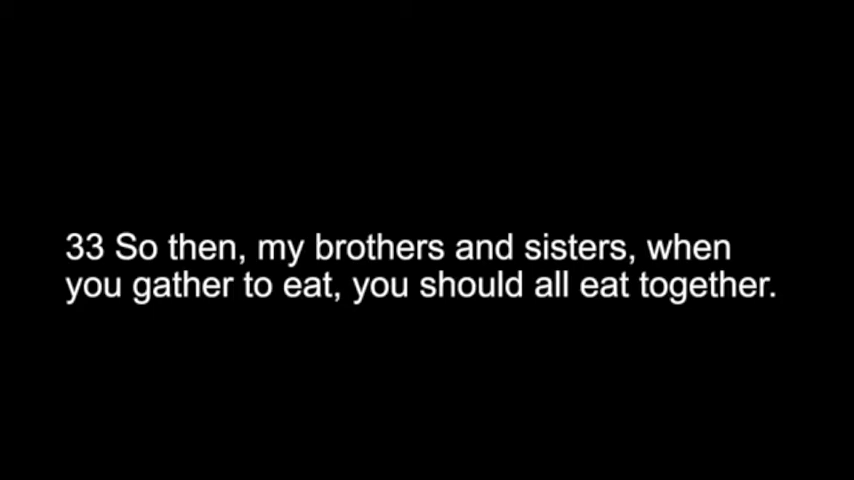 33 So then, my brothers and sisters, when
you gather to eat, you should all eat together.